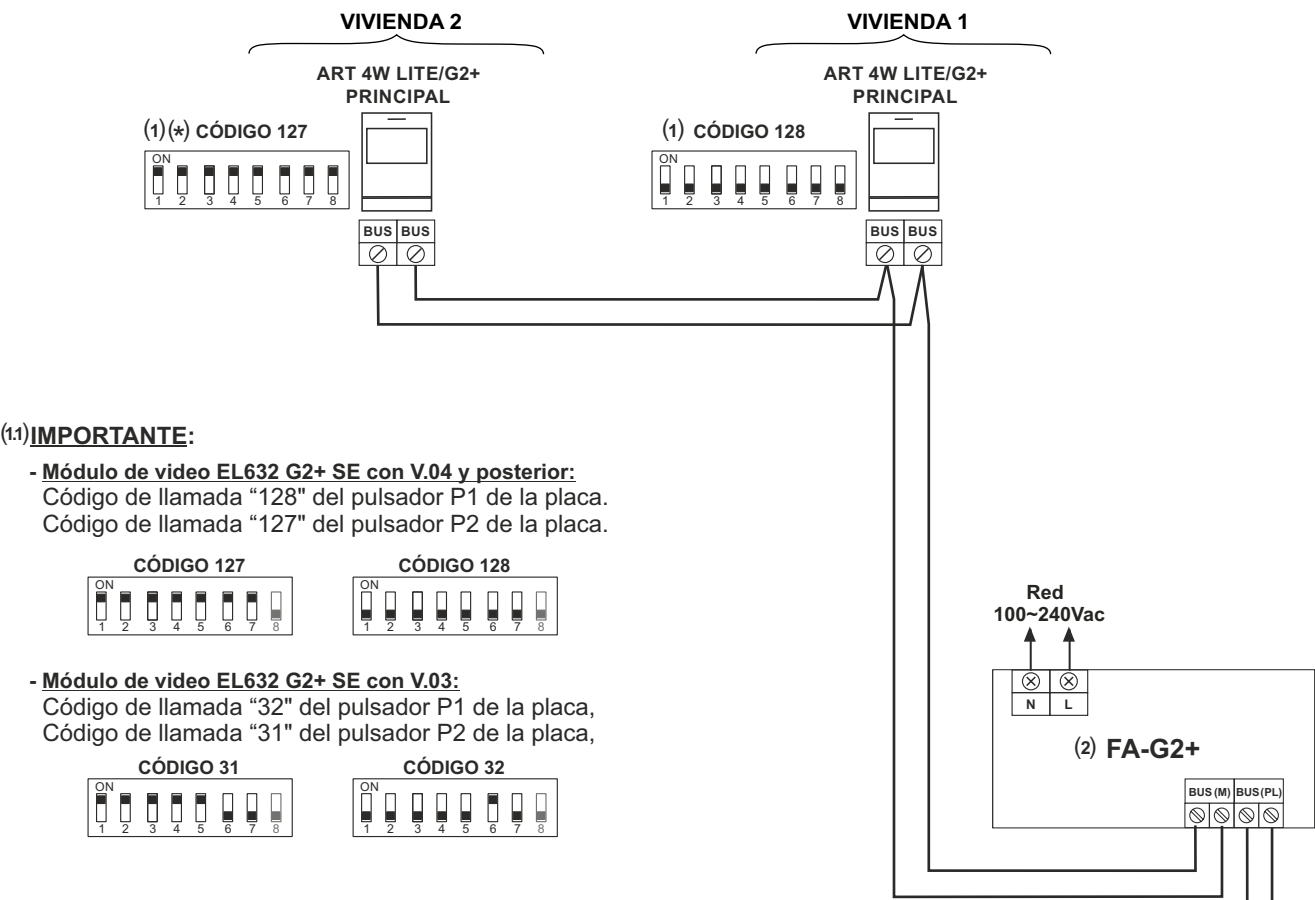 VIVIENDA 2
VIVIENDA 1
ART 4W LITE/G2+
PRINCIPAL
ART 4W LITE/G2+
PRINCIPAL
(1)(*) CÓDIGO 127
ON
1 2 3 4 5 6 7 8
(1) CÓDIGO 128
ON
1 2 3 4 5 6 7 8
BUS BUS
BUS BUS
(1.1) IMPORTANTE:
- Módulo de video EL632 G2+ SE con V.04 y posterior:
Código de llamada “128" del pulsador P1 de la placa.
Código de llamada “127" del pulsador P2 de la placa.
CÓDIGO 127
ON
1 2 3 4 5 6 7 8
CÓDIGO 128
ON
1 2 3 4 5 6 7 8
- Módulo de video EL632 G2+ SE con V.03:
Código de llamada “32" del pulsador P1 de la placa,
Código de llamada “31" del pulsador P2 de la placa,
CÓDIGO 31
ON
1 2 3 4 5 6 7 8
CÓDIGO 32
ON
1 2 3 4 5 6 7 8
Red
100~240Vac
N L
(2) FA-G2+
BUS (M) BUS (PL)